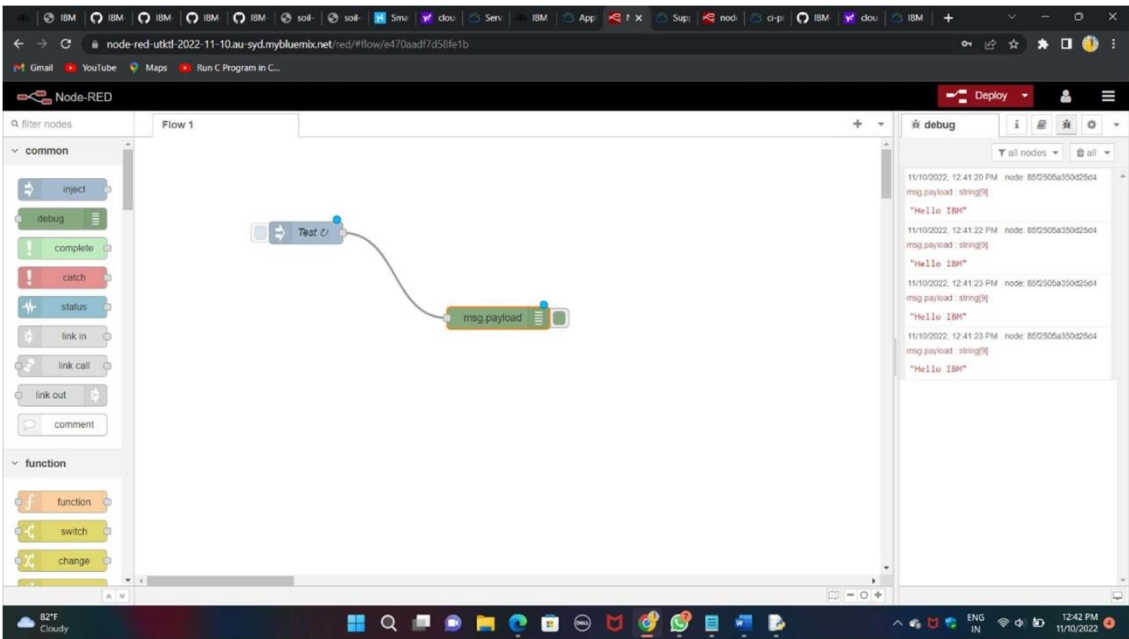 IBM
IBM-
IBM-
IBM-
IBM-
soil-
soil-
Sma
clou
Serv
IBM
App
Sup
node
ci-pi
IBM-
clou
IBM
node-red-utktl-2022-11-10.au-syd.mybluemix.net/red/#flow/e470aadf7d58fe1b
Gmail YouTube Maps Run C Program in C...
Node-RED
Deploy
filter nodes
Flow 1
common
inject
debug
complete
catch
status
link in
link call
link out
comment
function
function
switch
change
Test ↻
msg.payload
debug
all nodes
all
11/10/2022, 12:41:20 PM node: 85f2505a350d25d4
msg.payload : string[9]
"Hello IBM"
11/10/2022, 12:41:22 PM node: 85f2505a350d25d4
msg.payload : string[9]
"Hello IBM"
11/10/2022, 12:41:23 PM node: 85f2505a350d25d4
msg.payload : string[9]
"Hello IBM"
11/10/2022, 12:41:23 PM node: 85f2505a350d25d4
msg.payload : string[9]
"Hello IBM"
82°F
Cloudy
DELL
ENG
IN
12:42 PM
11/10/2022
4